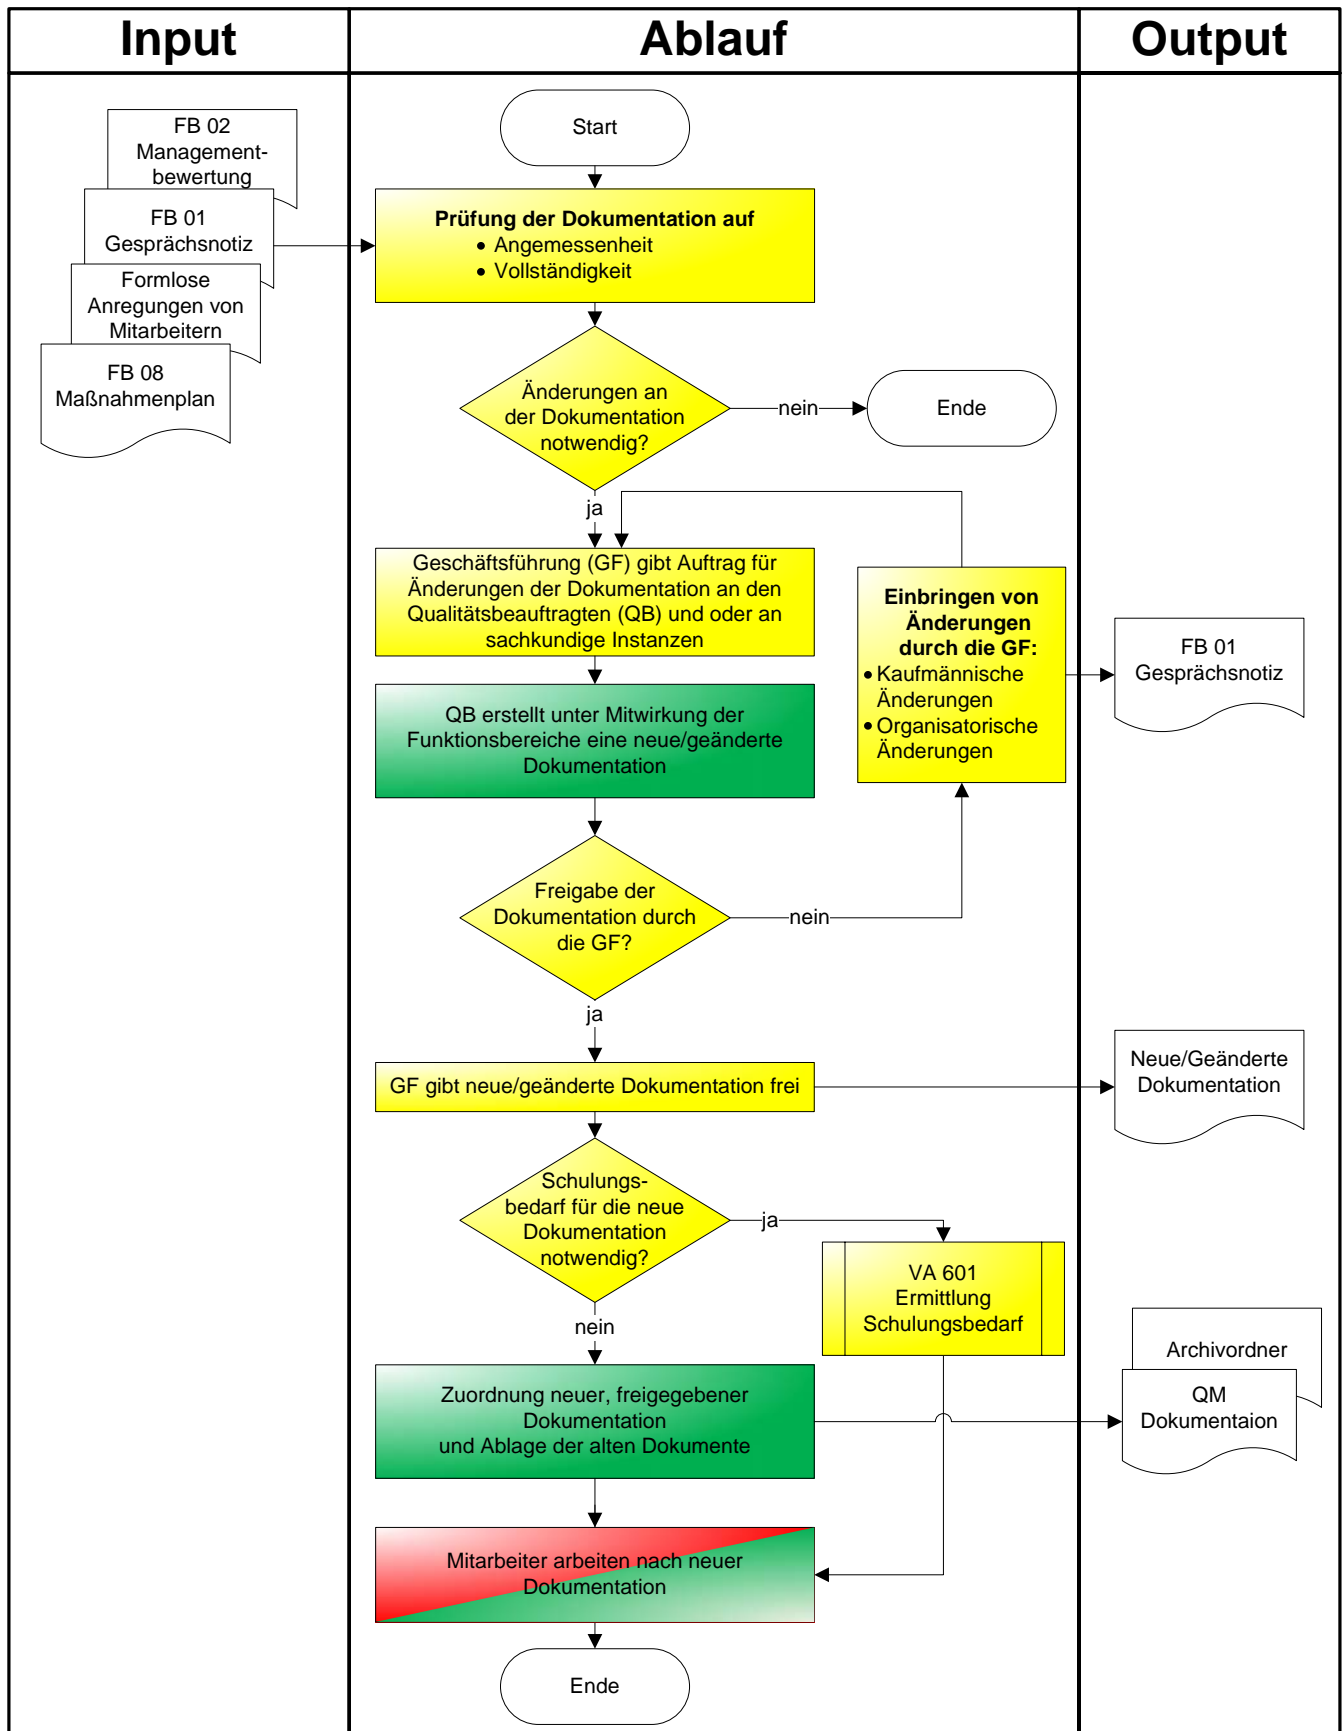 Input
Ablauf
Output
FB 02
Management-
bewertung
FB 01
Gesprächsnotiz
Formlose
Anregungen von
Mitarbeitern
FB 08
Maßnahmenplan
Start
Prüfung der Dokumentation auf
• Angemessenheit
• Vollständigkeit
Änderungen an
der Dokumentation
notwendig?
nein
Ende
ja
Geschäftsführung (GF) gibt Auftrag für
Änderungen der Dokumentation an den
Qualitätsbeauftragten (QB) und oder an
sachkundige Instanzen
Einbringen von
Änderungen
durch die GF:
• Kaufmännische
Änderungen
• Organisatorische
Änderungen
FB 01
Gesprächsnotiz
QB erstellt unter Mitwirkung der
Funktionsbereiche eine neue/geänderte
Dokumentation
Freigabe der
Dokumentation durch
die GF?
nein
ja
GF gibt neue/geänderte Dokumentation frei
Neue/Geänderte
Dokumentation
Schulungs-
bedarf für die neue
Dokumentation
notwendig?
ja
VA 601
Ermittlung
Schulungsbedarf
nein
Zuordnung neuer, freigegebener
Dokumentation
und Ablage der alten Dokumente
Archivordner
QM
Dokumentaion
Mitarbeiter arbeiten nach neuer
Dokumentation
Ende